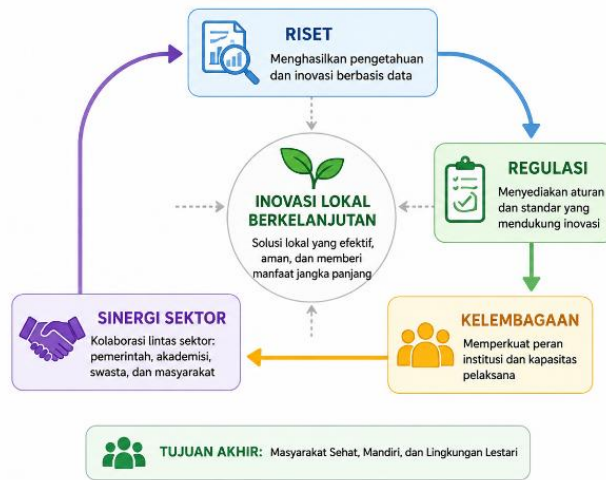 RISET
Menghasilkan pengetahuan
dan inovasi berbasis data
REGULASI
Menyediakan aturan
dan standar yang
mendukung inovasi
INOVASI LOKAL
BERKELANJUTAN
Solusi lokal yang efektif,
aman, dan memberi
manfaat jangka panjang
SINERGI SEKTOR
Kolaborasi lintas sektor:
pemerintah, akademisi,
swasta, dan masyarakat
KELEMBAGAAN
Memperkuat peran
institusi dan kapasitas
pelaksana
TUJUAN AKHIR: Masyarakat Sehat, Mandiri, dan Lingkungan Lestari